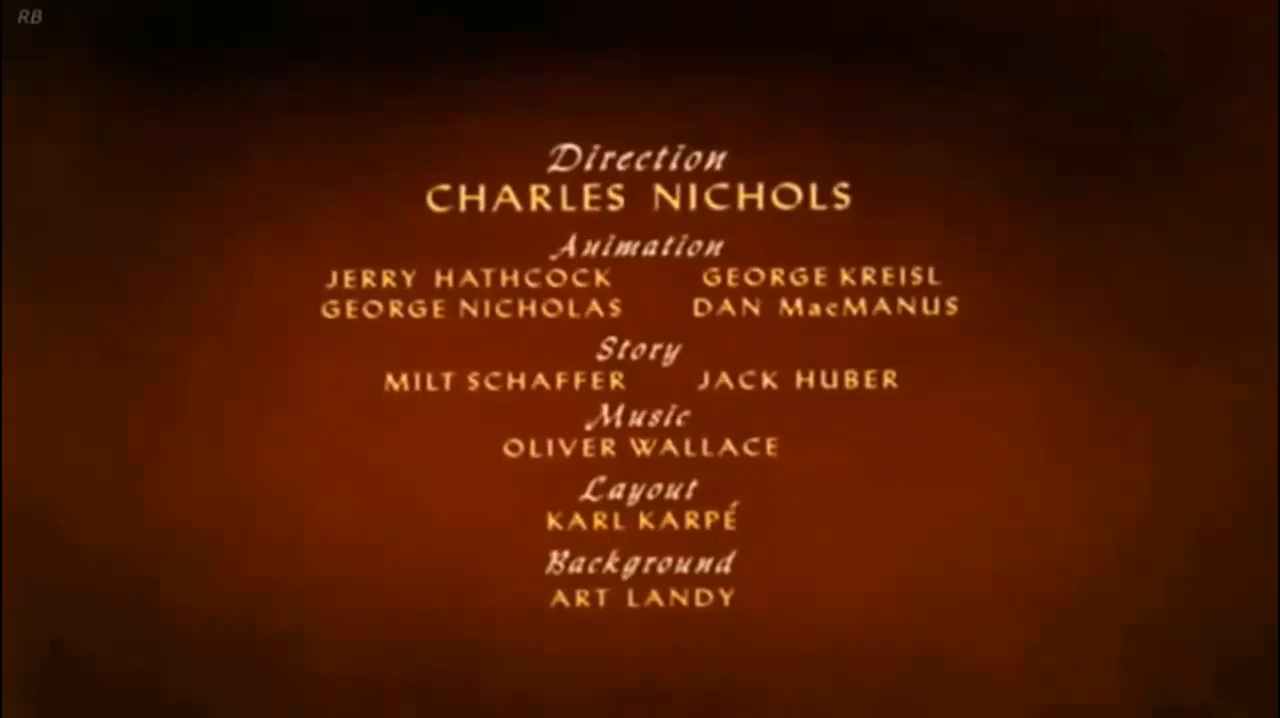 RB
Direction
CHARLES NICHOLS
Animation
JERRY HATHCOCK GEORGE KREISL
GEORGE NICHOLAS DAN MacMANUS
Story
MILT SCHAFFER JACK HUBER
Music
OLIVER WALLACE
Layout
KARL KARPÉ
Background
ART LANDY